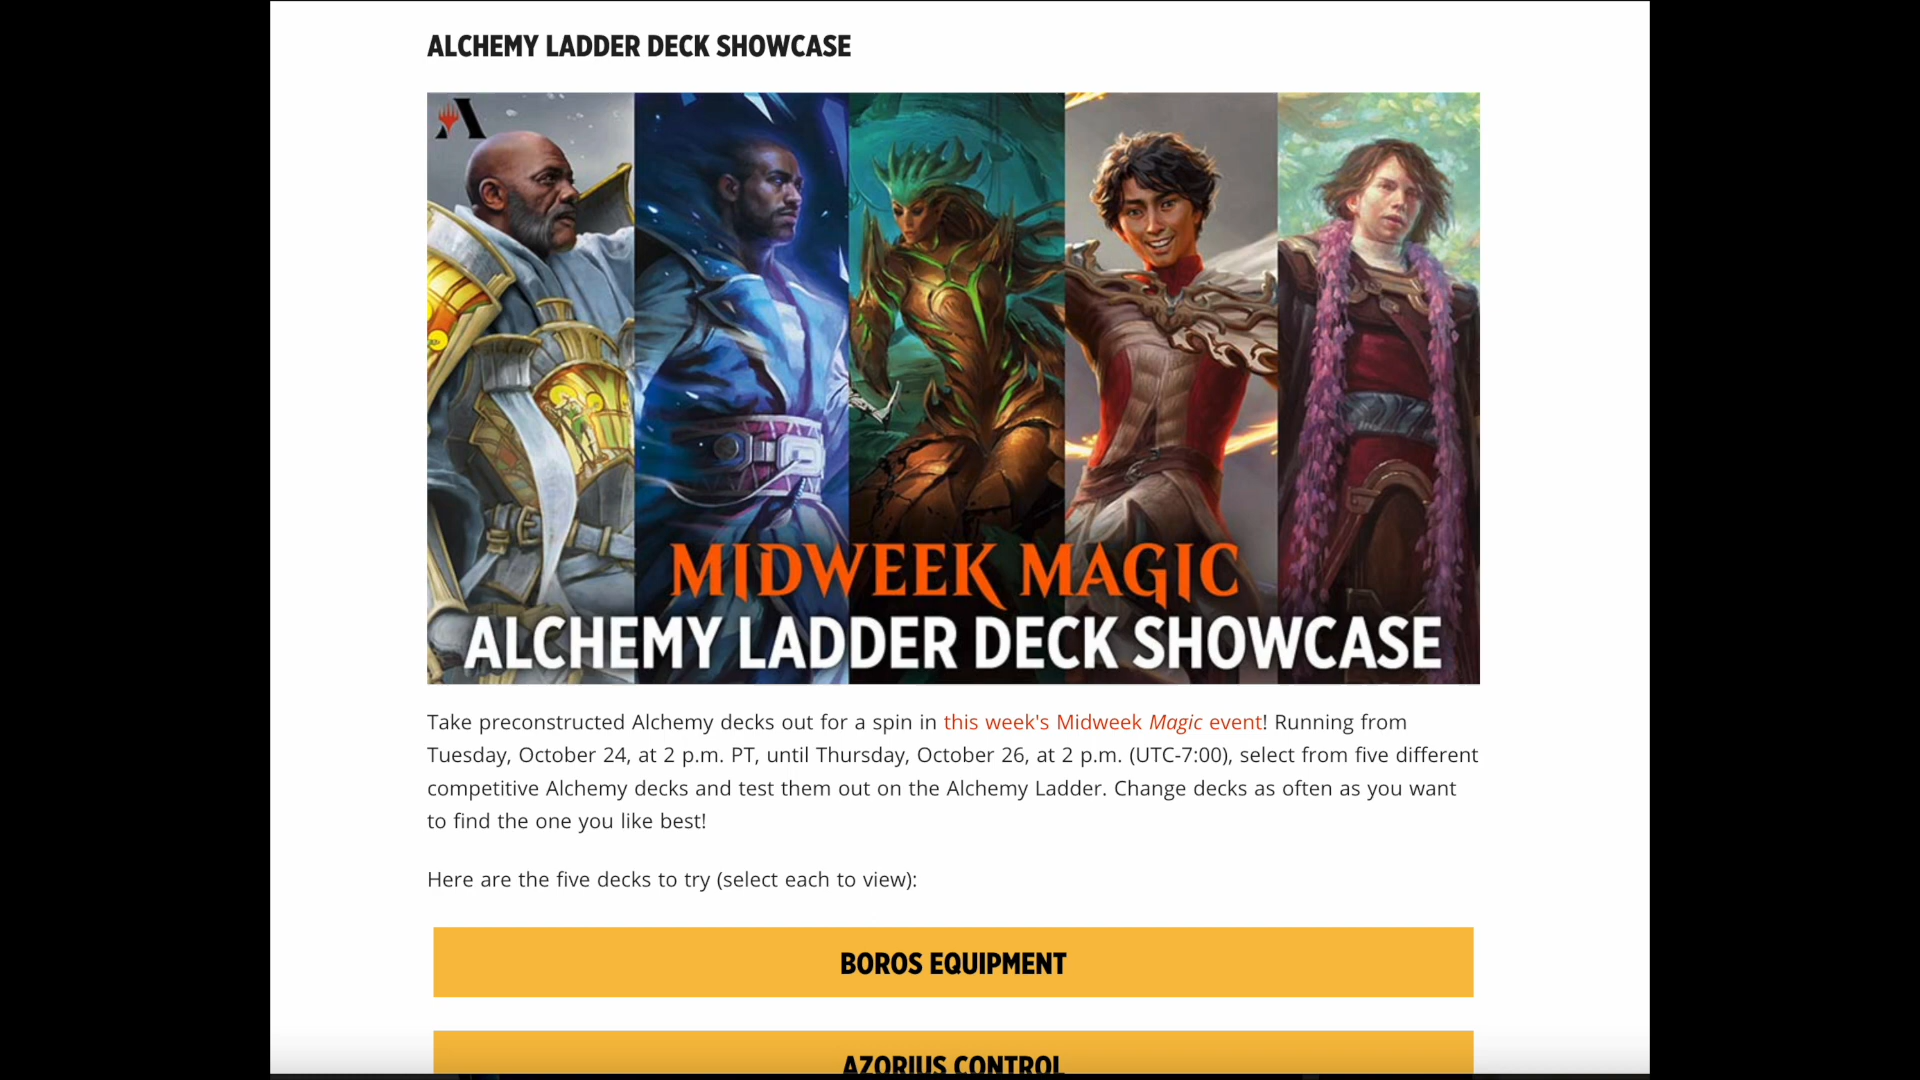 ALCHEMY LADDER DECK SHOWCASE
MIDWEEK MAGIC
ALCHEMY LADDER DECK SHOWCASE
Take preconstructed Alchemy decks out for a spin in this week's Midweek Magic event! Running from
Tuesday, October 24, at 2 p.m. PT, until Thursday, October 26, at 2 p.m. (UTC-7:00), select from five different
competitive Alchemy decks and test them out on the Alchemy Ladder. Change decks as often as you want
to find the one you like best!
Here are the five decks to try (select each to view):
BOROS EQUIPMENT
AZORIUS CONTROL